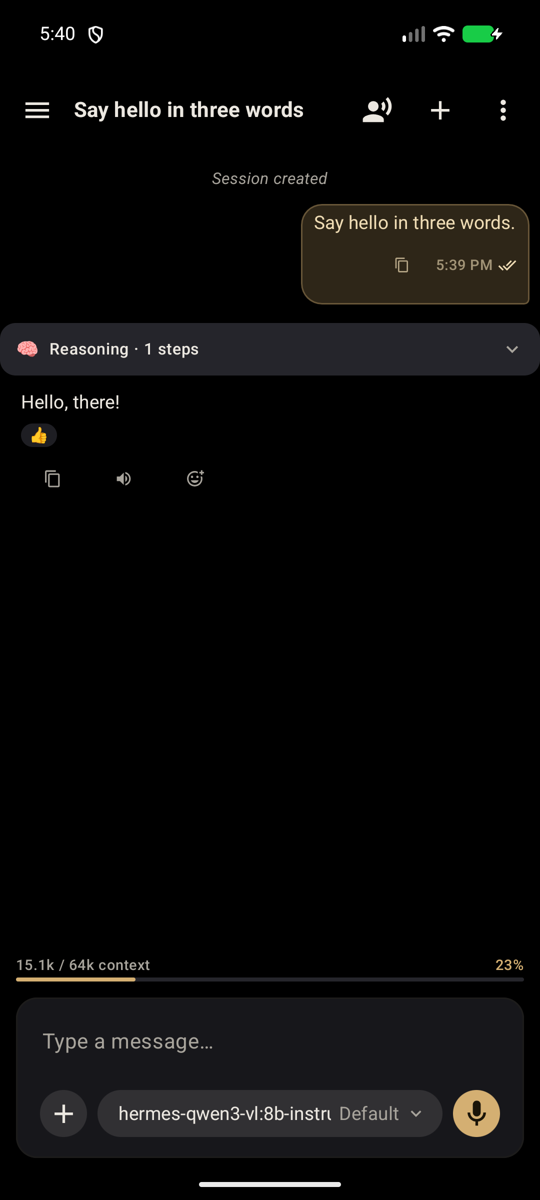 5:40
Say hello in three words
Session created
Say hello in three words.
5:39 PM
Reasoning · 1 steps
Hello, there!
15.1k / 64k context 23%
Type a message…
hermes-qwen3-vl:8b-instru Default